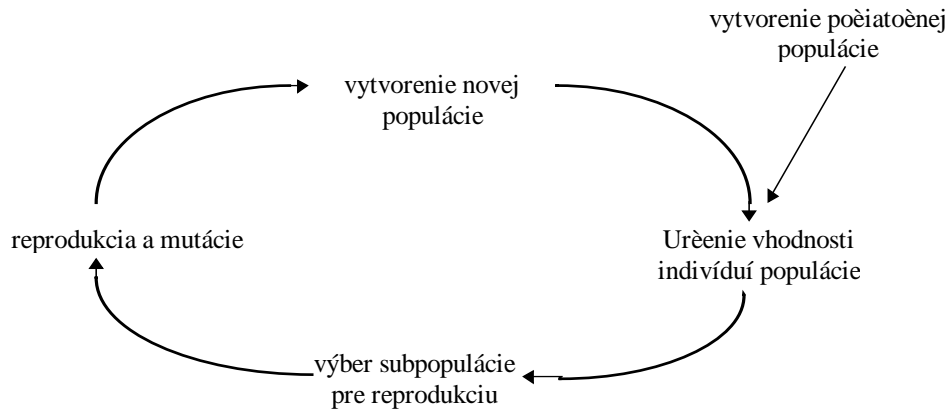 vytvorenie poèiatoènej
populácie
vytvorenie novej
populácie
reprodukcia a mutácie
Urèenie vhodnosti
indivíduí populácie
výber subpopulácie
pre reprodukciu